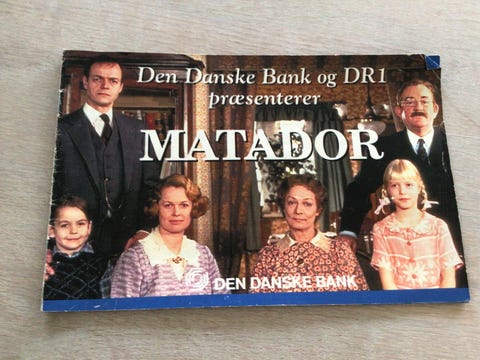 Den Danske Bank og DR1
præsenterer
MATADOR
DEN DANSKE BANK